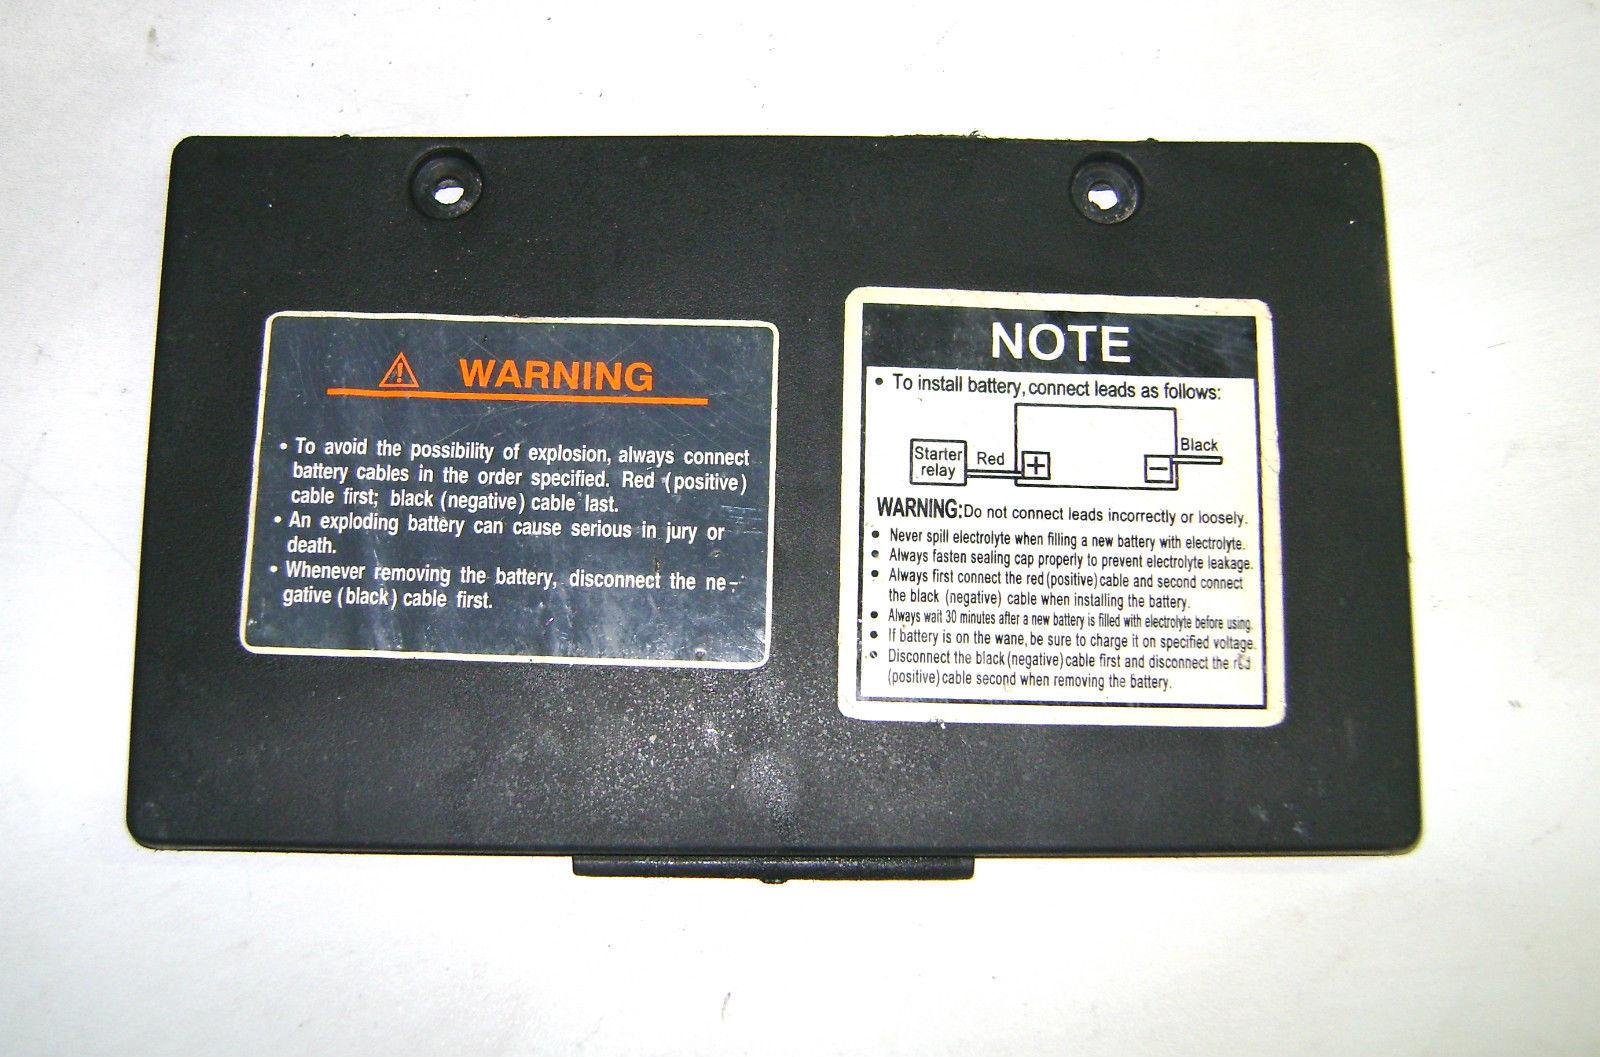 WARNING
• To avoid the possibility of explosion, always connect
battery cables in the order specified. Red (positive)
cable first; black (negative) cable last.
• An exploding battery can cause serious in jury or
death.
• Whenever removing the battery, disconnect the ne-
gative (black) cable first.
NOTE
• To install battery, connect leads as follows:
Starter
relay
Red
+
−
Black
WARNING: Do not connect leads incorrectly or loosely.
• Never spill electrolyte when filling a new battery with electrolyte.
• Always fasten sealing cap properly to prevent electrolyte leakage.
• Always first connect the red (positive) cable and second connect
the black (negative) cable when installing the battery.
• Always wait 30 minutes after a new battery is filled with electrolyte before using.
• If battery is on the wane, be sure to charge it on specified voltage.
• Disconnect the black (negative) cable first and disconnect the red
(positive) cable second when removing the battery.